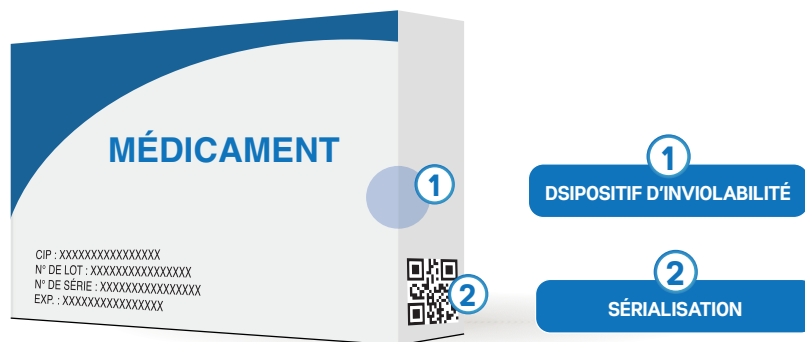 MÉDICAMENT
CIP : XXXXXXXXXXXXXXXX
N° DE LOT : XXXXXXXXXXXXXXXX
N° DE SÉRIE : XXXXXXXXXXXXXXXX
EXP. : XXXXXXXXXXXXXXXX
1
2
1
DSIPOSITIF D'INVIOLABILITÉ
2
SÉRIALISATION